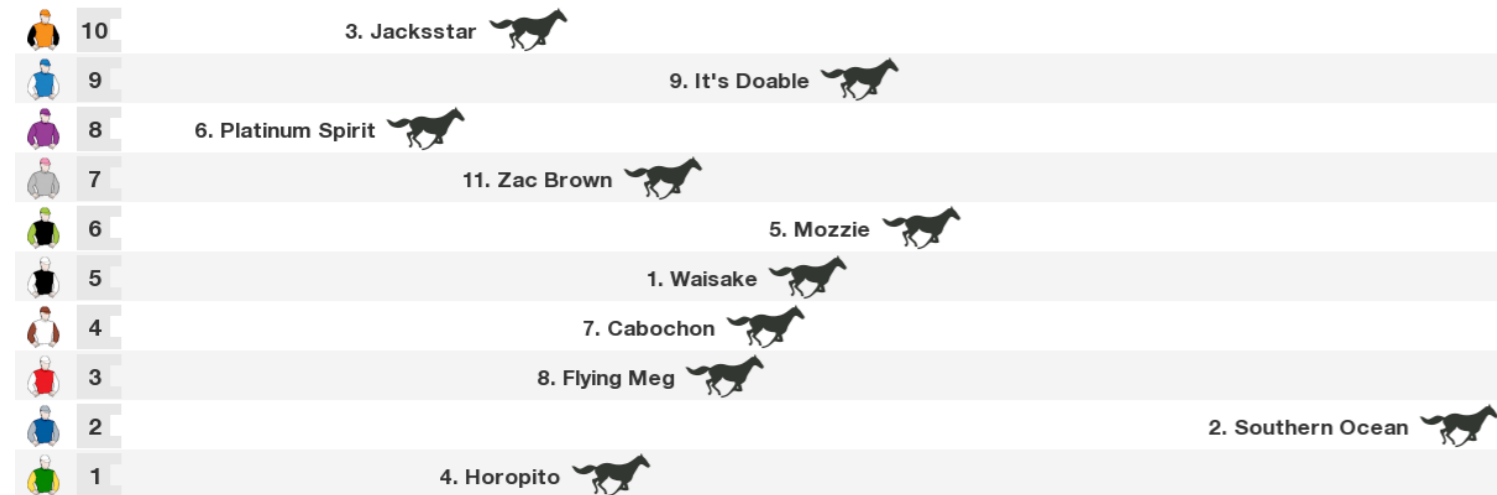 10 3. Jacksstar
9 9. It's Doable
8 6. Platinum Spirit
7 11. Zac Brown
6 5. Mozzie
5 1. Waisake
4 7. Cabochon
3 8. Flying Meg
2 2. Southern Ocean
1 4. Horopito